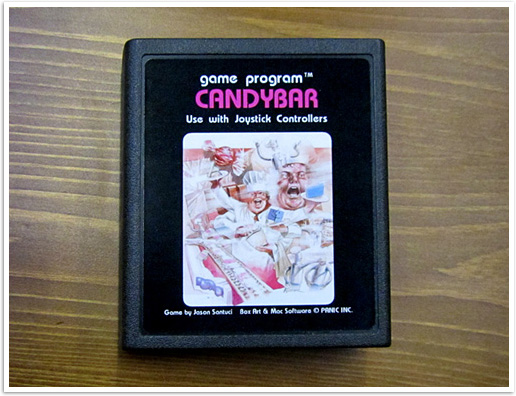 game program™
CANDYBAR
Use with Joystick Controllers
Game by Jason Santuci Box Art & Mac Software © PANIC INC.